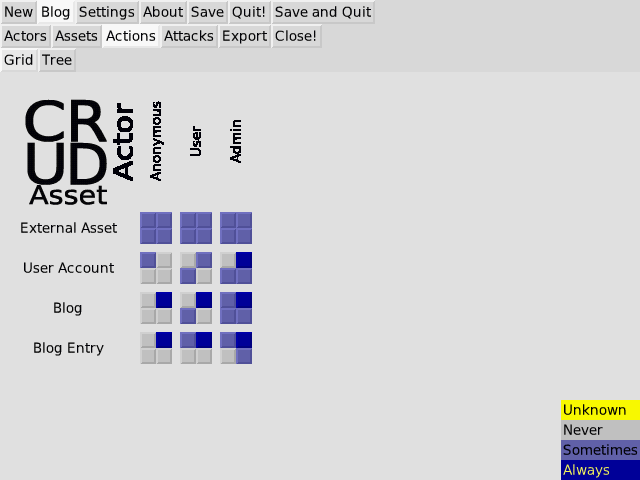 New Blog Settings About Save Quit! Save and Quit
Actors Assets Actions Attacks Export Close!
Grid Tree
CR
UD
Asset
Actor
Anonymous
User
Admin
External Asset
User Account
Blog
Blog Entry
Unknown
Never
Sometimes
Always